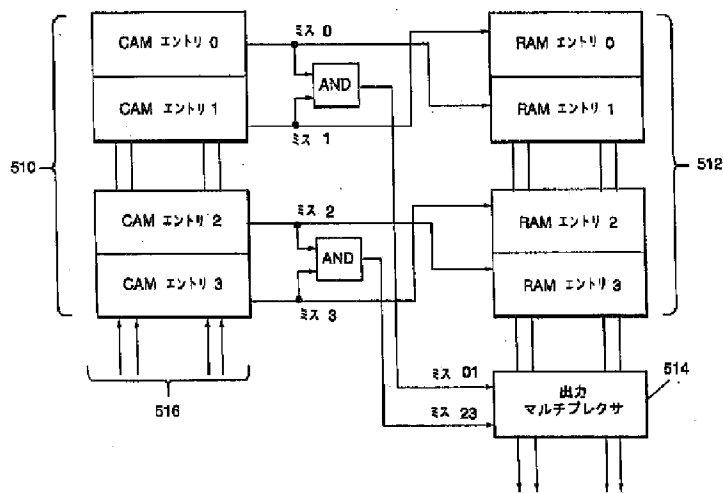 CAM エントリ 0
ミス 0
RAM エントリ 0
AND
CAM エントリ 1
ミス 1
RAM エントリ 1
510
512
CAM エントリ 2
ミス 2
RAM エントリ 2
AND
CAM エントリ 3
ミス 3
RAM エントリ 3
516
ミス 01
出力
マルチプレクサ
514
ミス 23